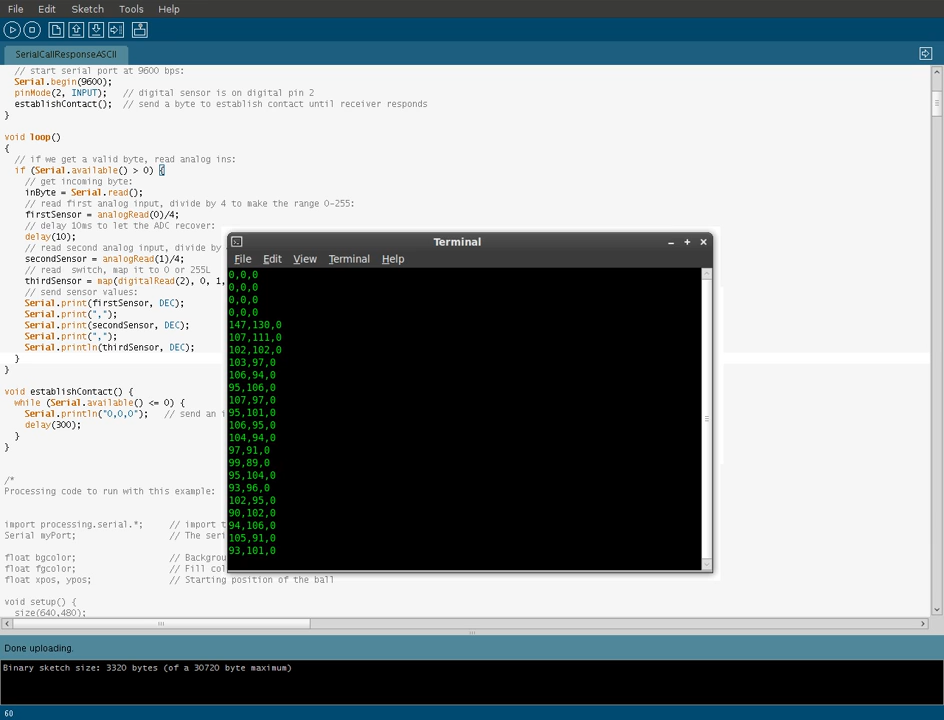 File Edit Sketch Tools Help
SerialCallResponseASCII
// start serial port at 9600 bps:
Serial.begin(9600);
pinMode(2, INPUT);   // digital sensor is on digital pin 2
establishContact();  // send a byte to establish contact until receiver responds
}
void loop()
{
// if we get a valid byte, read analog ins:
if (Serial.available() > 0) {
// get incoming byte:
inByte = Serial.read();
// read first analog input, divide by 4 to make the range 0-255:
firstSensor = analogRead(0)/4;
// delay 10ms to let the ADC recover:
delay(10);
// read second analog input, divide by
secondSensor = analogRead(1)/4;
// read  switch, map it to 0 or 255L
thirdSensor = map(digitalRead(2), 0, 1,
// send sensor values:
Serial.print(firstSensor, DEC);
Serial.print(",");
Serial.print(secondSensor, DEC);
Serial.print(",");
Serial.println(thirdSensor, DEC);
}
}
void establishContact() {
while (Serial.available() <= 0) {
Serial.println("0,0,0");   // send an i
delay(300);
}
}
/*
Processing code to run with this example:
import processing.serial.*;     // import t
Serial myPort;                  // The seri
float bgcolor;                  // Backgrou
float fgcolor;                  // Fill col
float xpos, ypos;               // Starting position of the ball
void setup() {
size(640,480);
Terminal
File Edit View Terminal Help
0,0,0
0,0,0
0,0,0
0,0,0
147,130,0
107,111,0
102,102,0
103,97,0
106,94,0
95,106,0
107,97,0
95,101,0
106,95,0
104,94,0
97,91,0
99,89,0
95,104,0
93,96,0
102,95,0
90,102,0
94,106,0
105,91,0
93,101,0
Done uploading.
Binary sketch size: 3320 bytes (of a 30720 byte maximum)
60